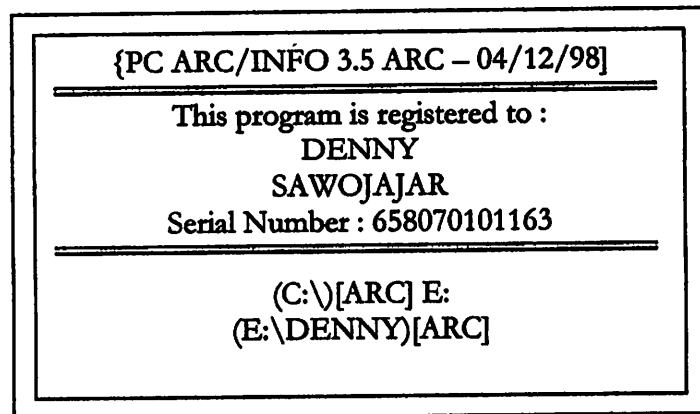 {PC ARC/INFO 3.5 ARC – 04/12/98]
This program is registered to :
DENNY
SAWOJAJAR
Serial Number : 658070101163
(C:\)[ARC] E:
(E:\DENNY)[ARC]